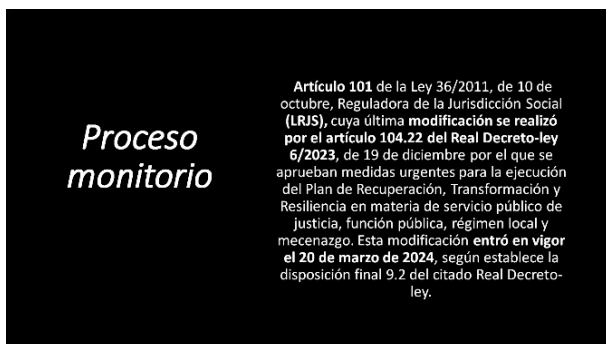 Proceso
monitorio
Artículo 101 de la Ley 36/2011, de 10 de
octubre, Reguladora de la Jurisdicción Social
(LRJS), cuya última modificación se realizó
por el artículo 104.22 del Real Decreto-ley
6/2023, de 19 de diciembre por el que se
aprueban medidas urgentes para la ejecución
del Plan de Recuperación, Transformación y
Resiliencia en materia de servicio público de
justicia, función pública, régimen local y
mecenazgo. Esta modificación entró en vigor
el 20 de marzo de 2024, según establece la
disposición final 9.2 del citado Real Decreto-
ley.